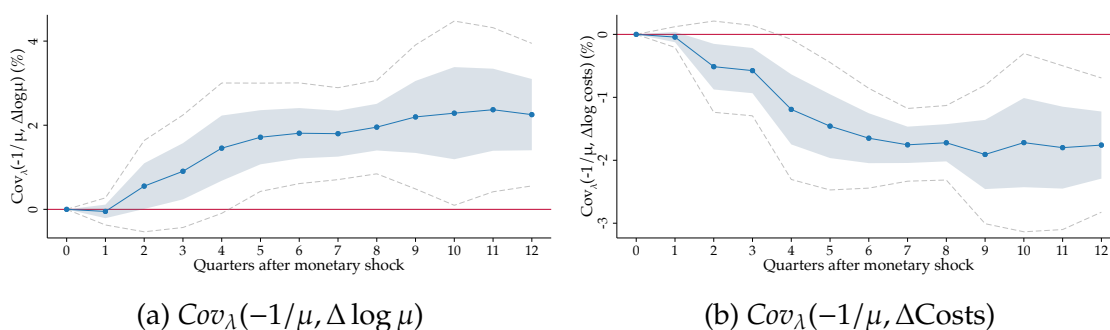 Cov_λ(-1/μ, Δlogμ) (%)
4
2
0
0 1 2 3 4 5 6 7 8 9 10 11 12
Quarters after monetary shock
(a) Cov_λ(−1/μ, Δ log μ)
Cov_λ(-1/μ, Δlog costs) (%)
0
-1
-2
-3
0 1 2 3 4 5 6 7 8 9 10 11 12
Quarters after monetary shock
(b) Cov_λ(−1/μ, ΔCosts)